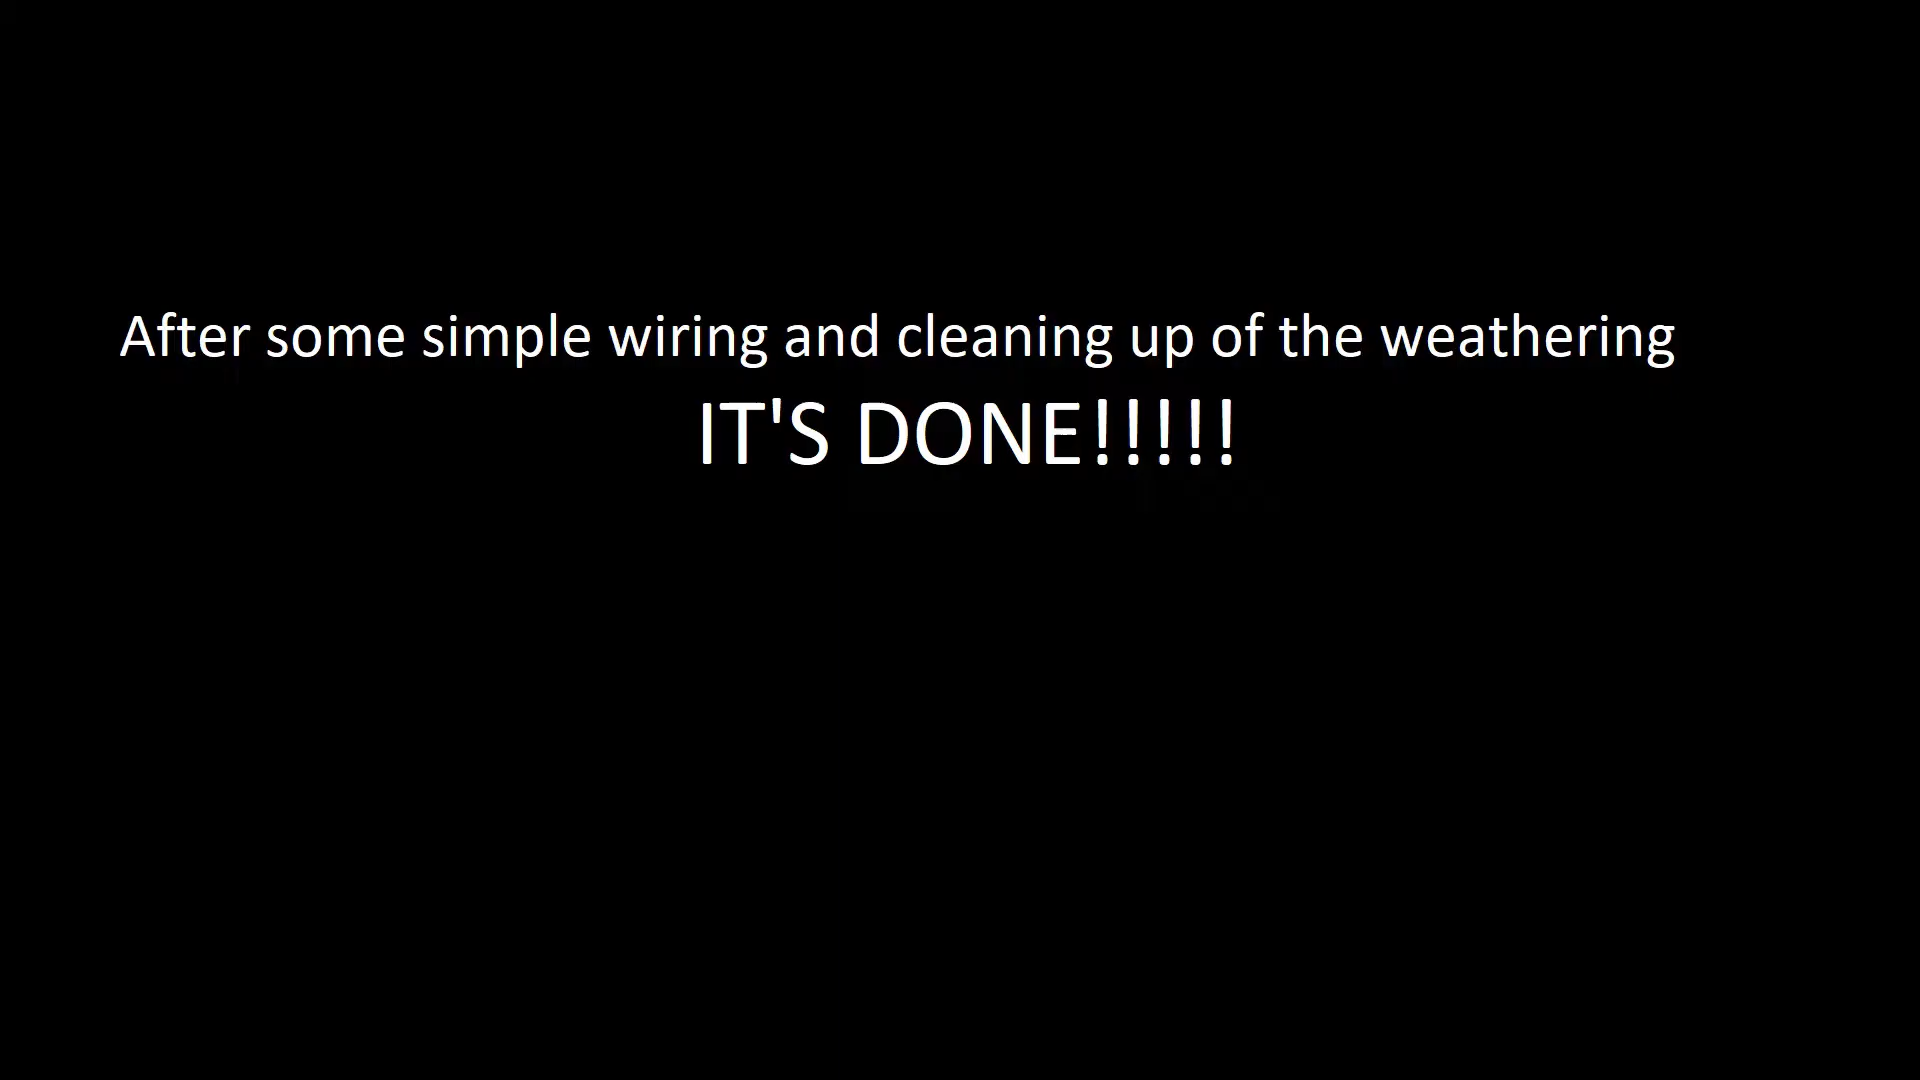 After some simple wiring and cleaning up of the weathering
IT'S DONE!!!!!